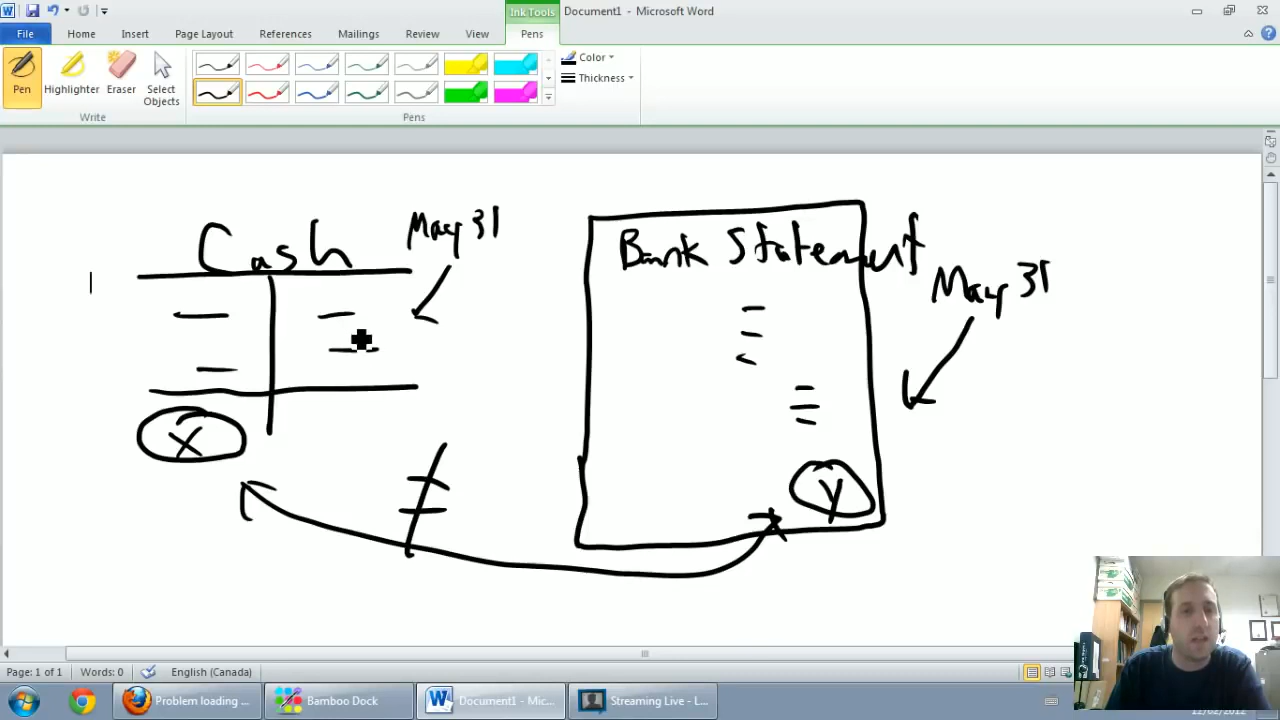 Ink Tools
Document1 - Microsoft Word
File
Home
Insert
Page Layout
References
Mailings
Review
View
Pens
Pen
Highlighter
Eraser
Select Objects
Color
Thickness
Write
Pens
Cash
May 31
Bank Statement
May 31
X
≠
Y
Page: 1 of 1
Words: 0
English (Canada)
Problem loading ...
Bamboo Dock
Document1 - Mic...
Streaming Live - L...